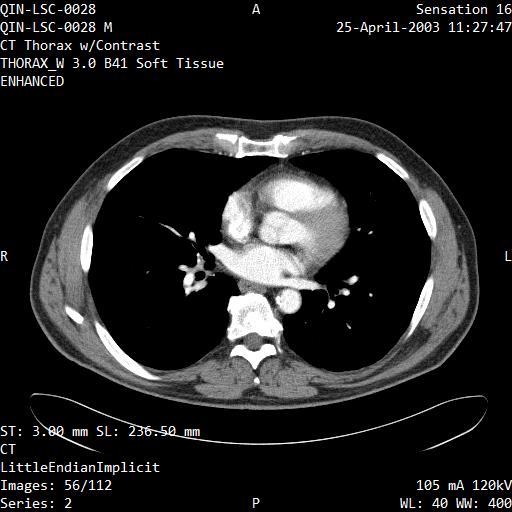 QIN-LSC-0028
A
Sensation 16
QIN-LSC-0028 M
25-April-2003 11:27:47
CT Thorax w/Contrast
THORAX_W 3.0 B41 Soft Tissue
ENHANCED
R
L
ST: 3.00 mm SL: 236.50 mm
CT
LittleEndianImplicit
Images: 56/112
105 mA 120kV
Series: 2
P
WL: 40 WW: 400